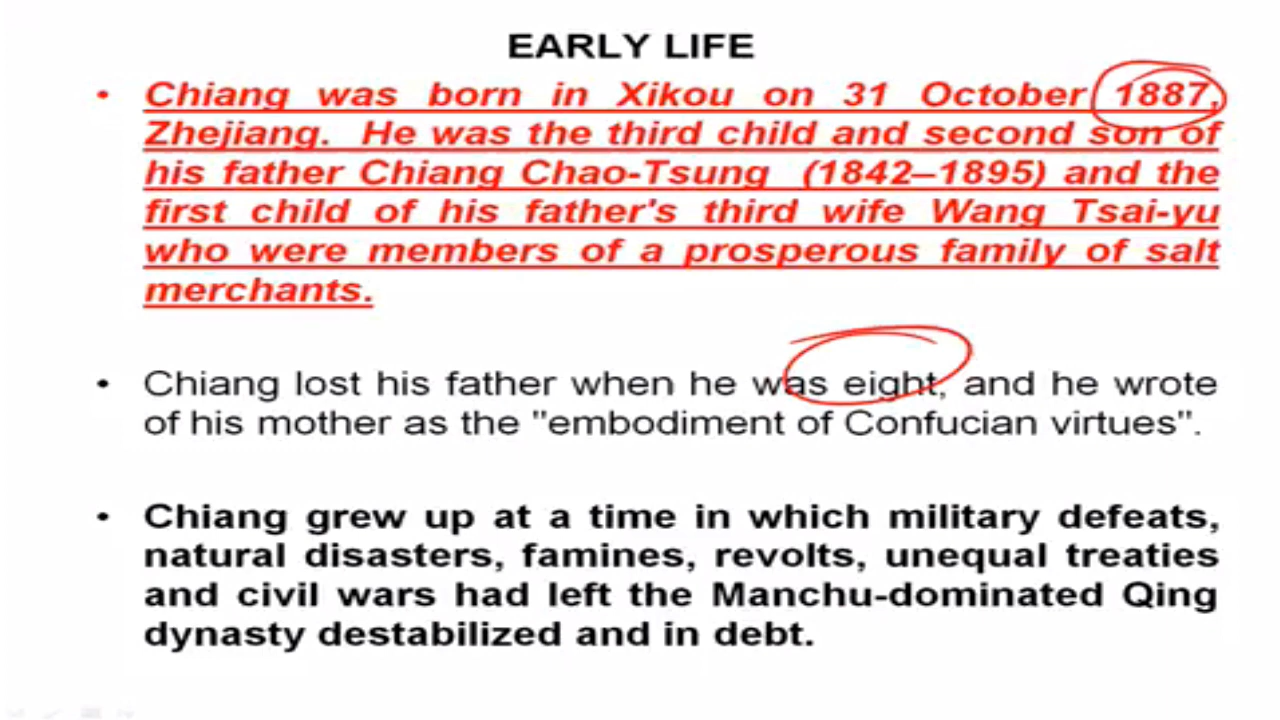 EARLY LIFE
• Chiang was born in Xikou on 31 October 1887,
Zhejiang. He was the third child and second son of
his father Chiang Chao-Tsung (1842–1895) and the
first child of his father's third wife Wang Tsai-yu
who were members of a prosperous family of salt
merchants.
• Chiang lost his father when he was eight, and he wrote
of his mother as the "embodiment of Confucian virtues".
• Chiang grew up at a time in which military defeats,
natural disasters, famines, revolts, unequal treaties
and civil wars had left the Manchu-dominated Qing
dynasty destabilized and in debt.